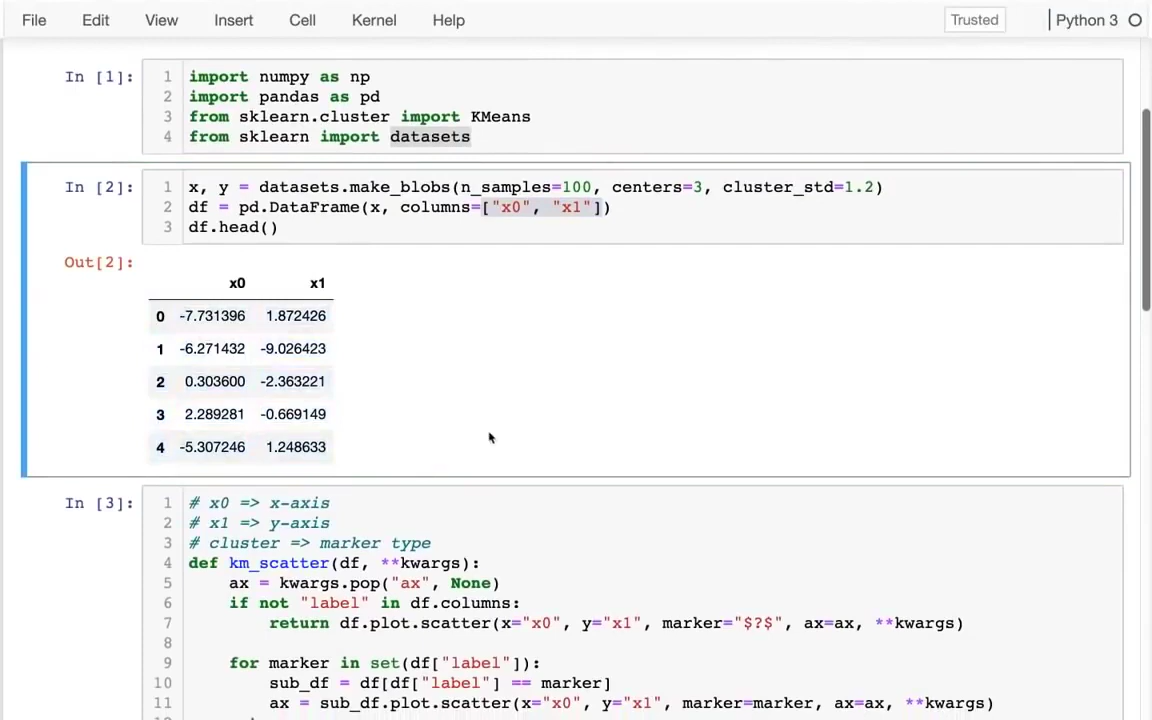 File Edit View Insert Cell Kernel Help Trusted Python 3
In [1]:
1 import numpy as np
2 import pandas as pd
3 from sklearn.cluster import KMeans
4 from sklearn import datasets
In [2]:
1 x, y = datasets.make_blobs(n_samples=100, centers=3, cluster_std=1.2)
2 df = pd.DataFrame(x, columns=["x0", "x1"])
3 df.head()
Out[2]:
x0 x1
0 -7.731396 1.872426
1 -6.271432 -9.026423
2 0.303600 -2.363221
3 2.289281 -0.669149
4 -5.307246 1.248633
In [3]:
1 # x0 => x-axis
2 # x1 => y-axis
3 # cluster => marker type
4 def km_scatter(df, **kwargs):
5 ax = kwargs.pop("ax", None)
6 if not "label" in df.columns:
7 return df.plot.scatter(x="x0", y="x1", marker="$?$", ax=ax, **kwargs)
8
9 for marker in set(df["label"]):
10 sub_df = df[df["label"] == marker]
11 ax = sub_df.plot.scatter(x="x0", y="x1", marker=marker, ax=ax, **kwargs)